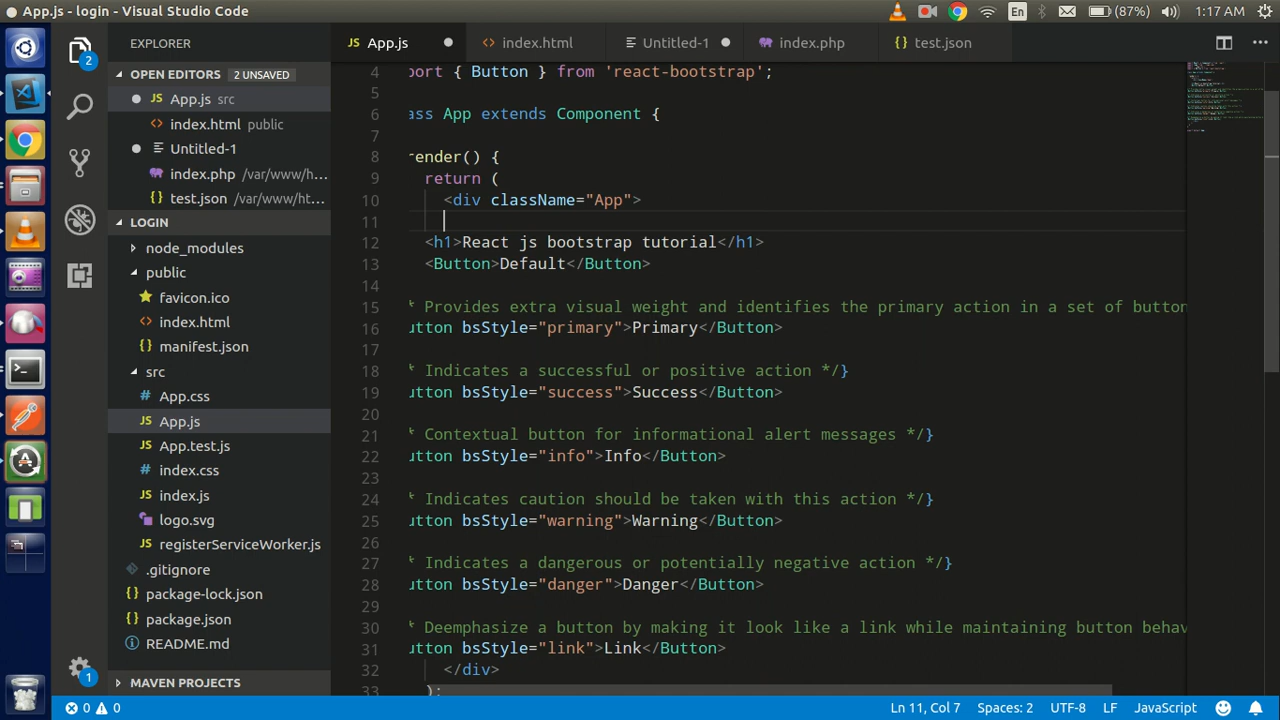 App.js - login - Visual Studio Code
En
(87%)
1:17 AM
EXPLORER
OPEN EDITORS
2 UNSAVED
App.js src
index.html public
Untitled-1
index.php /var/www/h...
test.json /var/www/ht...
LOGIN
node_modules
public
favicon.ico
index.html
manifest.json
src
App.css
App.js
App.test.js
index.css
index.js
logo.svg
registerServiceWorker.js
.gitignore
package-lock.json
package.json
README.md
MAVEN PROJECTS
2
1
App.js
index.html
Untitled-1
index.php
test.json
4 port { Button } from 'react-bootstrap';
5
6 ass App extends Component {
7
8 render() {
9 return (
10 <div className="App">
11
12 <h1>React js bootstrap tutorial</h1>
13 <Button>Default</Button>
14
15 * Provides extra visual weight and identifies the primary action in a set of button
16 utton bsStyle="primary">Primary</Button>
17
18 * Indicates a successful or positive action */}
19 utton bsStyle="success">Success</Button>
20
21 * Contextual button for informational alert messages */}
22 utton bsStyle="info">Info</Button>
23
24 * Indicates caution should be taken with this action */}
25 utton bsStyle="warning">Warning</Button>
26
27 * Indicates a dangerous or potentially negative action */}
28 utton bsStyle="danger">Danger</Button>
29
30 * Deemphasize a button by making it look like a link while maintaining button behav
31 utton bsStyle="link">Link</Button>
32 </div>
33 );
0 0
Ln 11, Col 7
Spaces: 2
UTF-8
LF
JavaScript